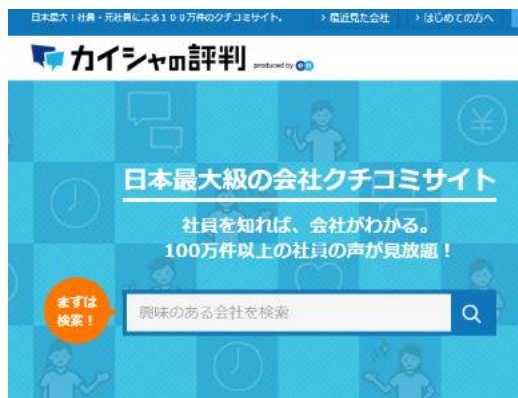 日本最大！社員・元社員による１００万件のクチコミサイト。 > 最近見た会社 > はじめての方へ
カイシャの評判 produced by en
日本最大級の会社クチコミサイト
社員を知れば、会社がわかる。
100万件以上の社員の声が見放題！
まずは
検索！
興味のある会社を検索